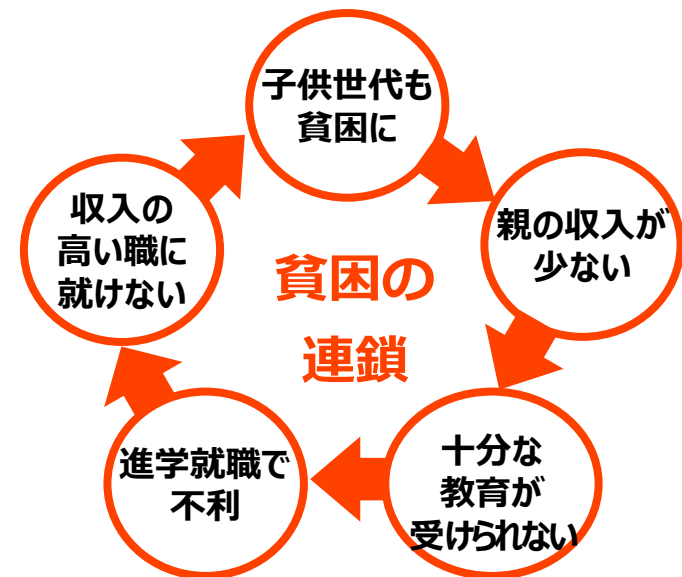 子供世代も
貧困に
親の収入が
少ない
十分な
教育が
受けられない
進学就職で
不利
収入の
高い職に
就けない
貧困の
連鎖